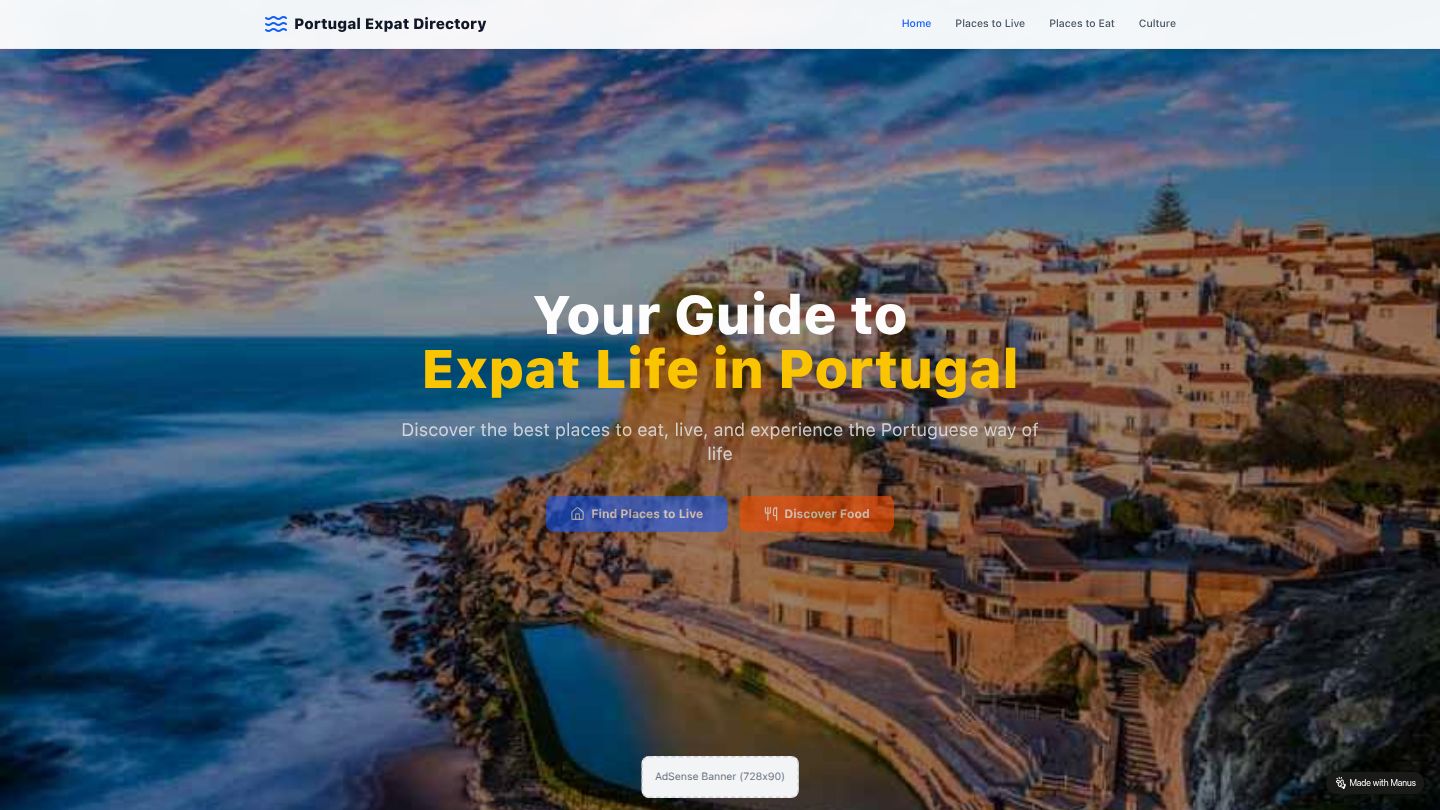 Portugal Expat Directory
Home
Places to Live
Places to Eat
Culture
Your Guide to
Expat Life in Portugal
Discover the best places to eat, live, and experience the Portuguese way of
life
Find Places to Live
Discover Food
AdSense Banner (728x90)
Made with Manus